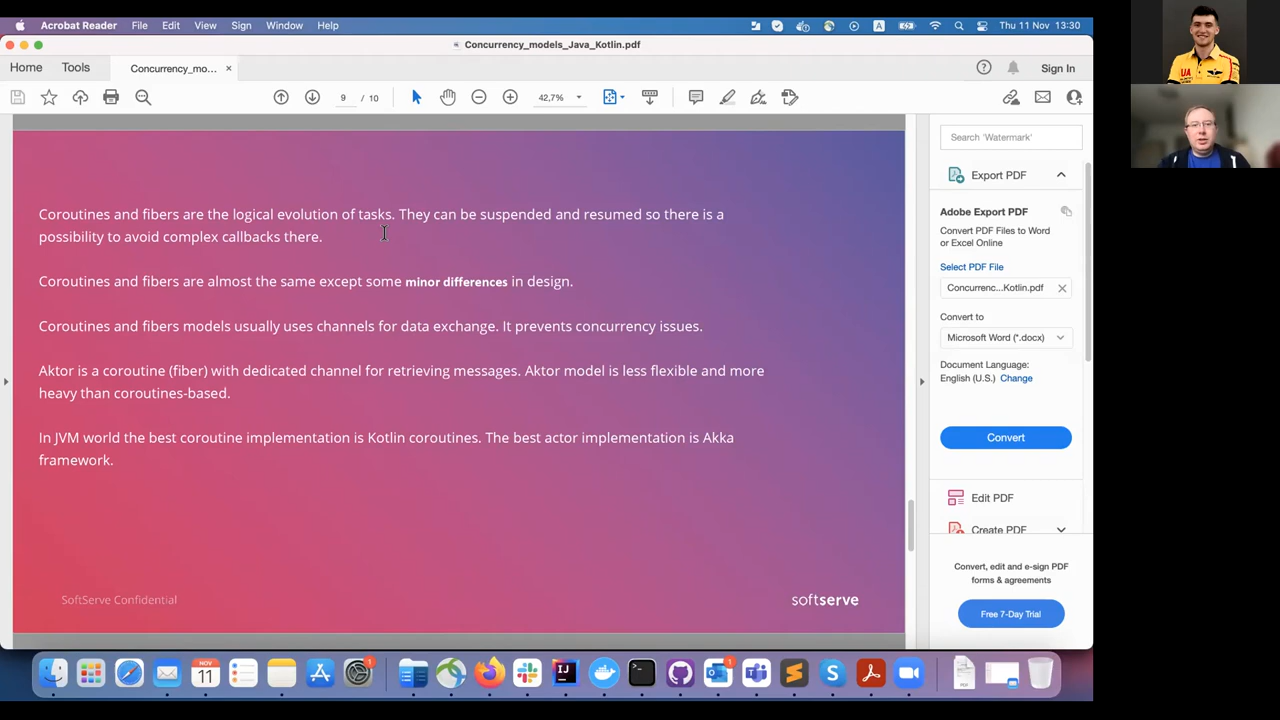 Acrobat Reader File Edit View Sign Window Help A Thu 11 Nov 13:30
Concurrency_models_Java_Kotlin.pdf
Home Tools Concurrency_mo... × Sign In
9 / 10 42,7%
Coroutines and fibers are the logical evolution of tasks. They can be suspended and resumed so there is a
possibility to avoid complex callbacks there.
Coroutines and fibers are almost the same except some minor differences in design.
Coroutines and fibers models usually uses channels for data exchange. It prevents concurrency issues.
Aktor is a coroutine (fiber) with dedicated channel for retrieving messages. Aktor model is less flexible and more
heavy than coroutines-based.
In JVM world the best coroutine implementation is Kotlin coroutines. The best actor implementation is Akka
framework.
SoftServe Confidential
softserve
Search 'Watermark'
Export PDF
Adobe Export PDF
Convert PDF Files to Word
or Excel Online
Select PDF File
Concurrenc...Kotlin.pdf
Convert to
Microsoft Word (*.docx)
Document Language:
English (U.S.) Change
Convert
Edit PDF
Create PDF
Convert, edit and e-sign PDF
forms & agreements
Free 7-Day Trial
NOV
11
1
1
UA